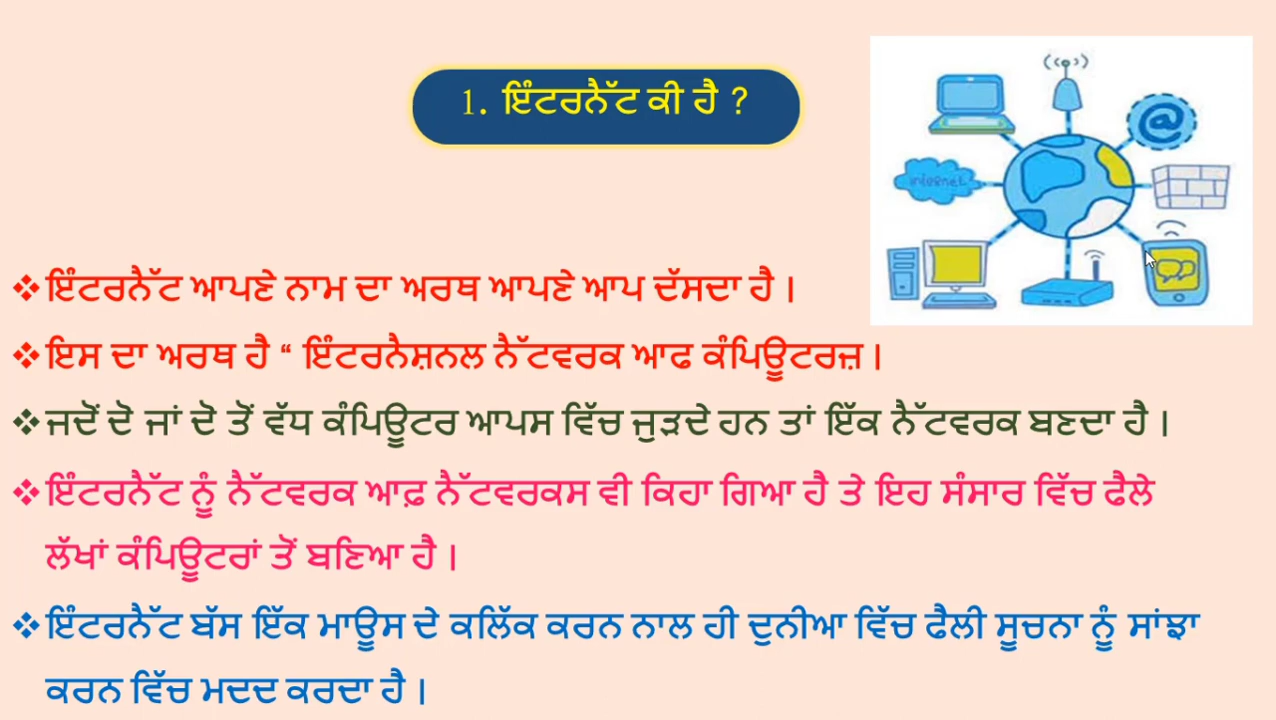 1. ਇੰਟਰਨੈੱਟ ਕੀ ਹੈ ?
internet
@
❖ਇੰਟਰਨੈੱਟ ਆਪਣੇ ਨਾਮ ਦਾ ਅਰਥ ਆਪਣੇ ਆਪ ਦੱਸਦਾ ਹੈ।
❖ਇਸ ਦਾ ਅਰਥ ਹੈ “ ਇੰਟਰਨੈਸ਼ਨਲ ਨੈੱਟਵਰਕ ਆਫ ਕੰਪਿਊਟਰਜ਼।
❖ਜਦੋਂ ਦੋ ਜਾਂ ਦੋ ਤੋਂ ਵੱਧ ਕੰਪਿਊਟਰ ਆਪਸ ਵਿੱਚ ਜੁੜਦੇ ਹਨ ਤਾਂ ਇੱਕ ਨੈੱਟਵਰਕ ਬਣਦਾ ਹੈ।
❖ਇੰਟਰਨੈੱਟ ਨੂੰ ਨੈੱਟਵਰਕ ਆਫ਼ ਨੈੱਟਵਰਕਸ ਵੀ ਕਿਹਾ ਗਿਆ ਹੈ ਤੇ ਇਹ ਸੰਸਾਰ ਵਿੱਚ ਫੈਲੇ
ਲੱਖਾਂ ਕੰਪਿਊਟਰਾਂ ਤੋਂ ਬਣਿਆ ਹੈ।
❖ਇੰਟਰਨੈੱਟ ਬੱਸ ਇੱਕ ਮਾਊਸ ਦੇ ਕਲਿੱਕ ਕਰਨ ਨਾਲ ਹੀ ਦੁਨੀਆ ਵਿੱਚ ਫੈਲੀ ਸੂਚਨਾ ਨੂੰ ਸਾਂਝਾ
ਕਰਨ ਵਿੱਚ ਮਦਦ ਕਰਦਾ ਹੈ।